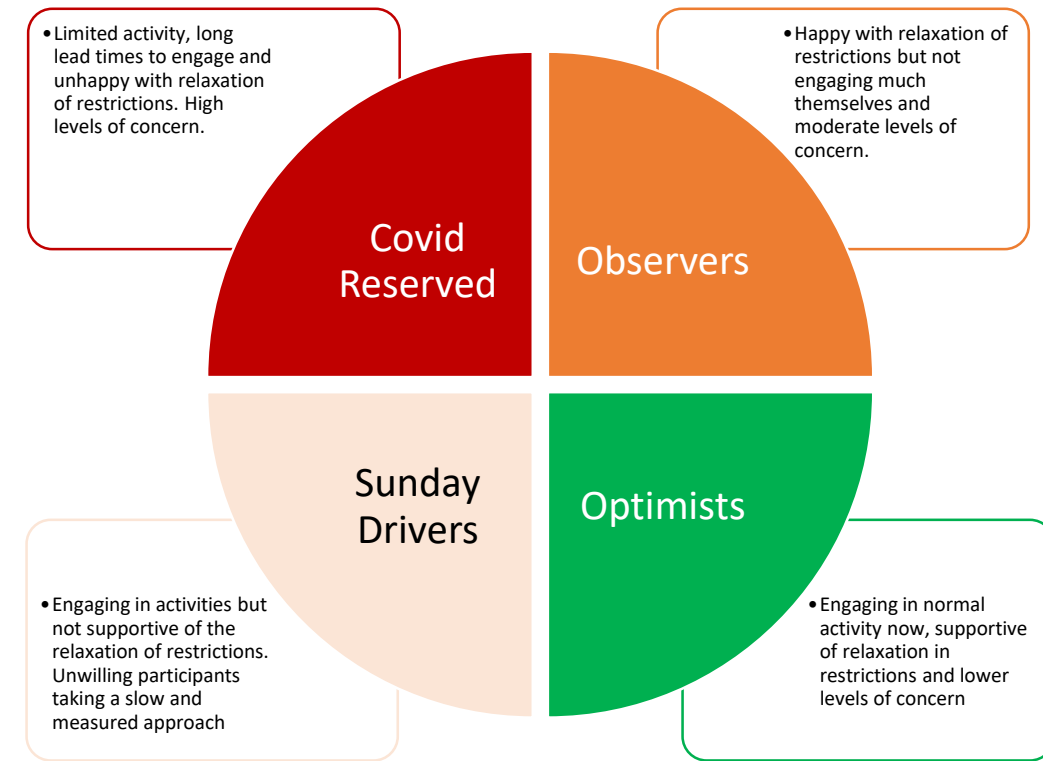 •Limited activity, long
lead times to engage and
unhappy with relaxation
of restrictions. High
levels of concern.
•Happy with relaxation of
restrictions but not
engaging much
themselves and
moderate levels of
concern.
Covid
Reserved
Observers
Sunday
Drivers
Optimists
•Engaging in activities but
not supportive of the
relaxation of restrictions.
Unwilling participants
taking a slow and
measured approach
•Engaging in normal
activity now, supportive
of relaxation in
restrictions and lower
levels of concern